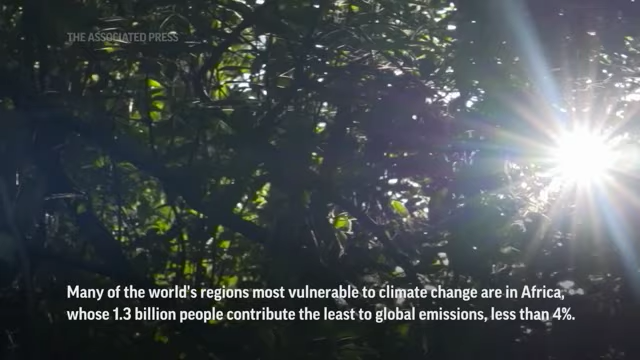 THE ASSOCIATED PRESS
Many of the world's regions most vulnerable to climate change are in Africa,
whose 1.3 billion people contribute the least to global emissions, less than 4%.